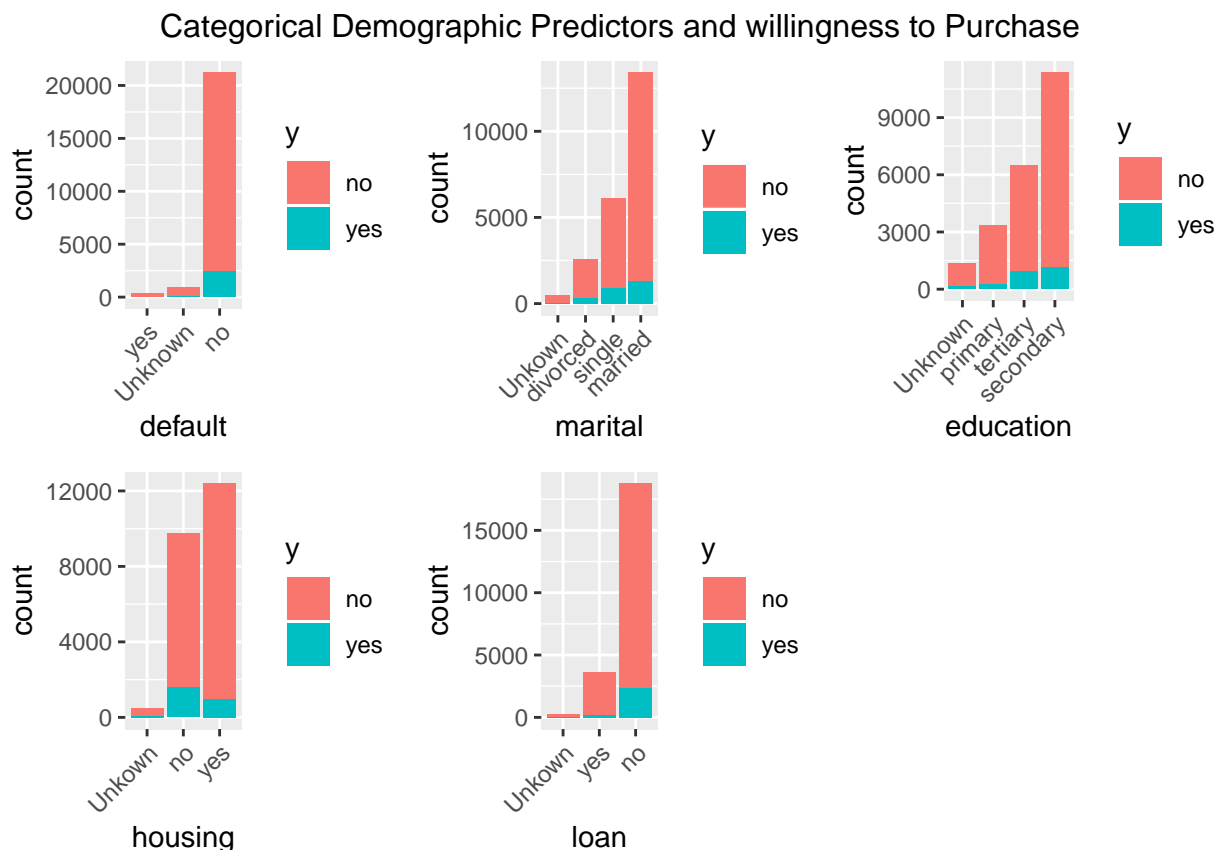 Categorical Demographic Predictors and willingness to Purchase
count
20000
15000
10000
5000
0
yes
Unknown
no
default
y
no
yes
count
10000
5000
0
Unkown
divorced
single
married
marital
y
no
yes
count
9000
6000
3000
0
Unknown
primary
tertiary
secondary
education
y
no
yes
count
12000
8000
4000
0
Unkown
no
yes
housing
y
no
yes
count
15000
10000
5000
0
Unkown
yes
no
loan
y
no
yes